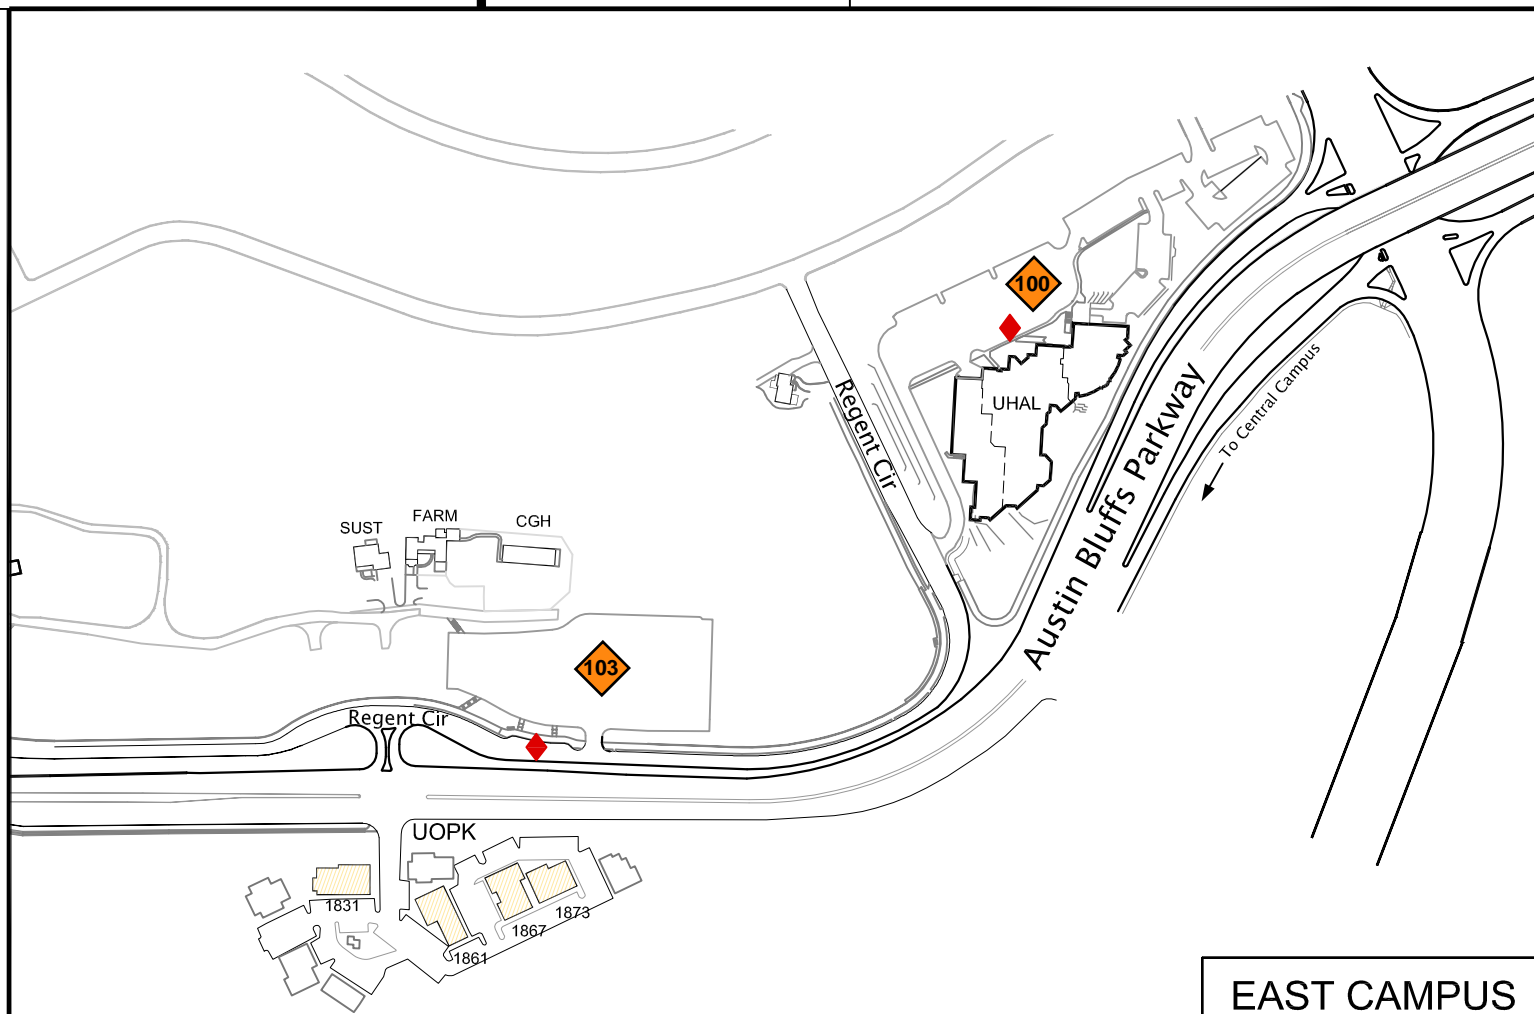 100
Regent Cir
UHAL
Austin Bluffs Parkway
To Central Campus
SUST
FARM
CGH
103
Regent Cir
UOPK
1831
1873
1867
1861
EAST CAMPUS